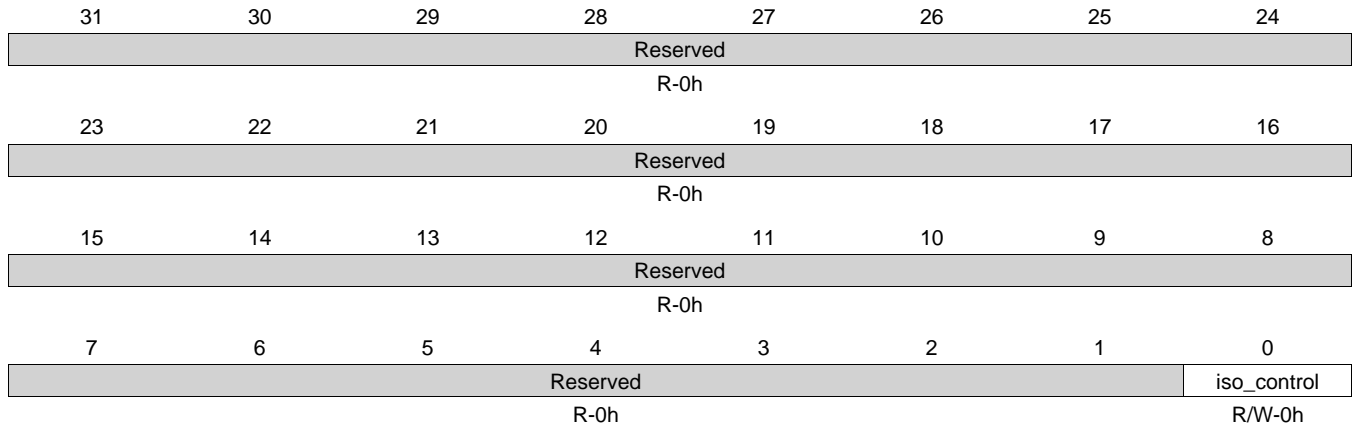 31 30 29 28 27 26 25 24
Reserved
R-0h
23 22 21 20 19 18 17 16
Reserved
R-0h
15 14 13 12 11 10 9 8
Reserved
R-0h
7 6 5 4 3 2 1 0
Reserved iso_control
R-0h R/W-0h